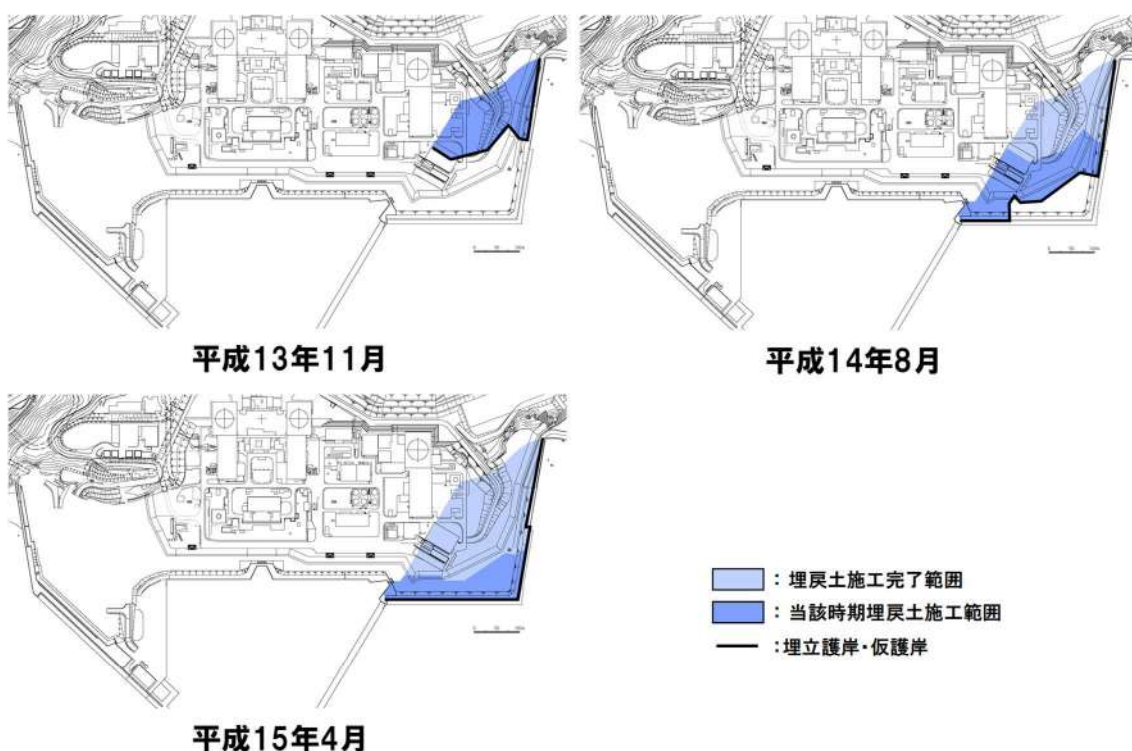 平成13年11月
平成14年8月
平成15年4月
：埋戻土施工完了範囲
：当該時期埋戻土施工範囲
：埋立護岸・仮護岸